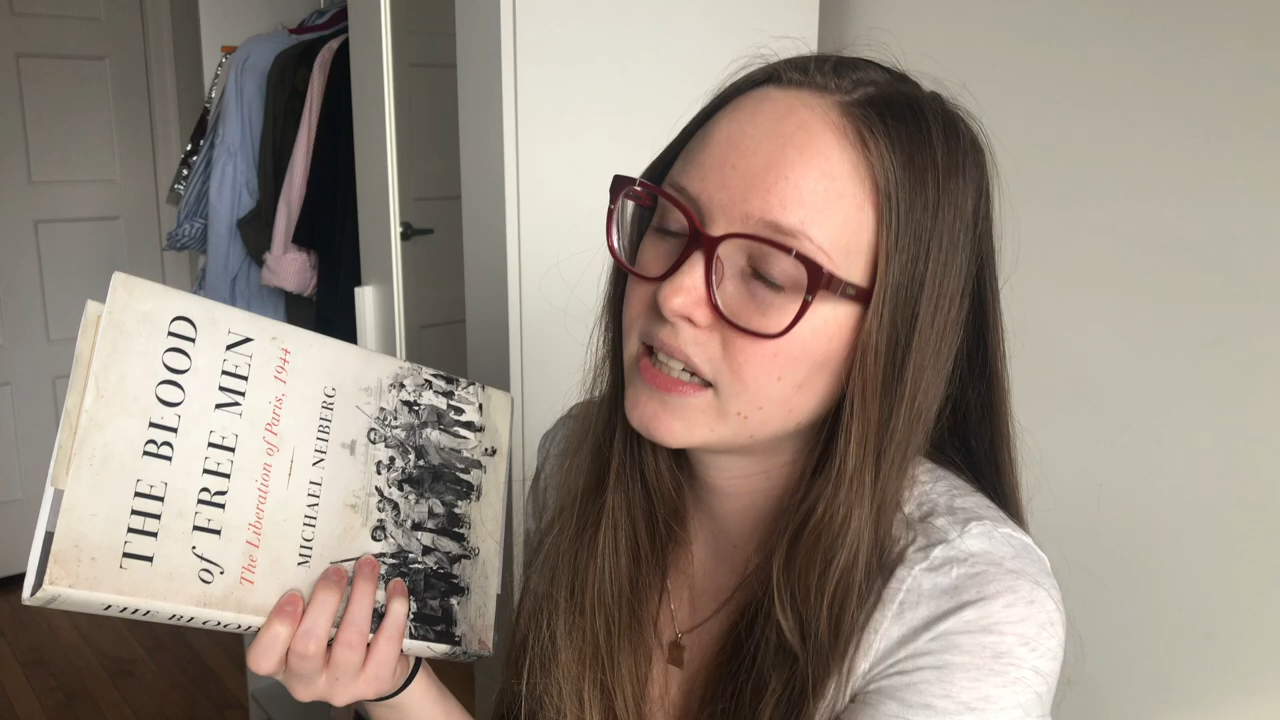 THE BLOOD
of FREE MEN
The Liberation of Paris, 1944
MICHAEL NEIBERG
THE BLOOD